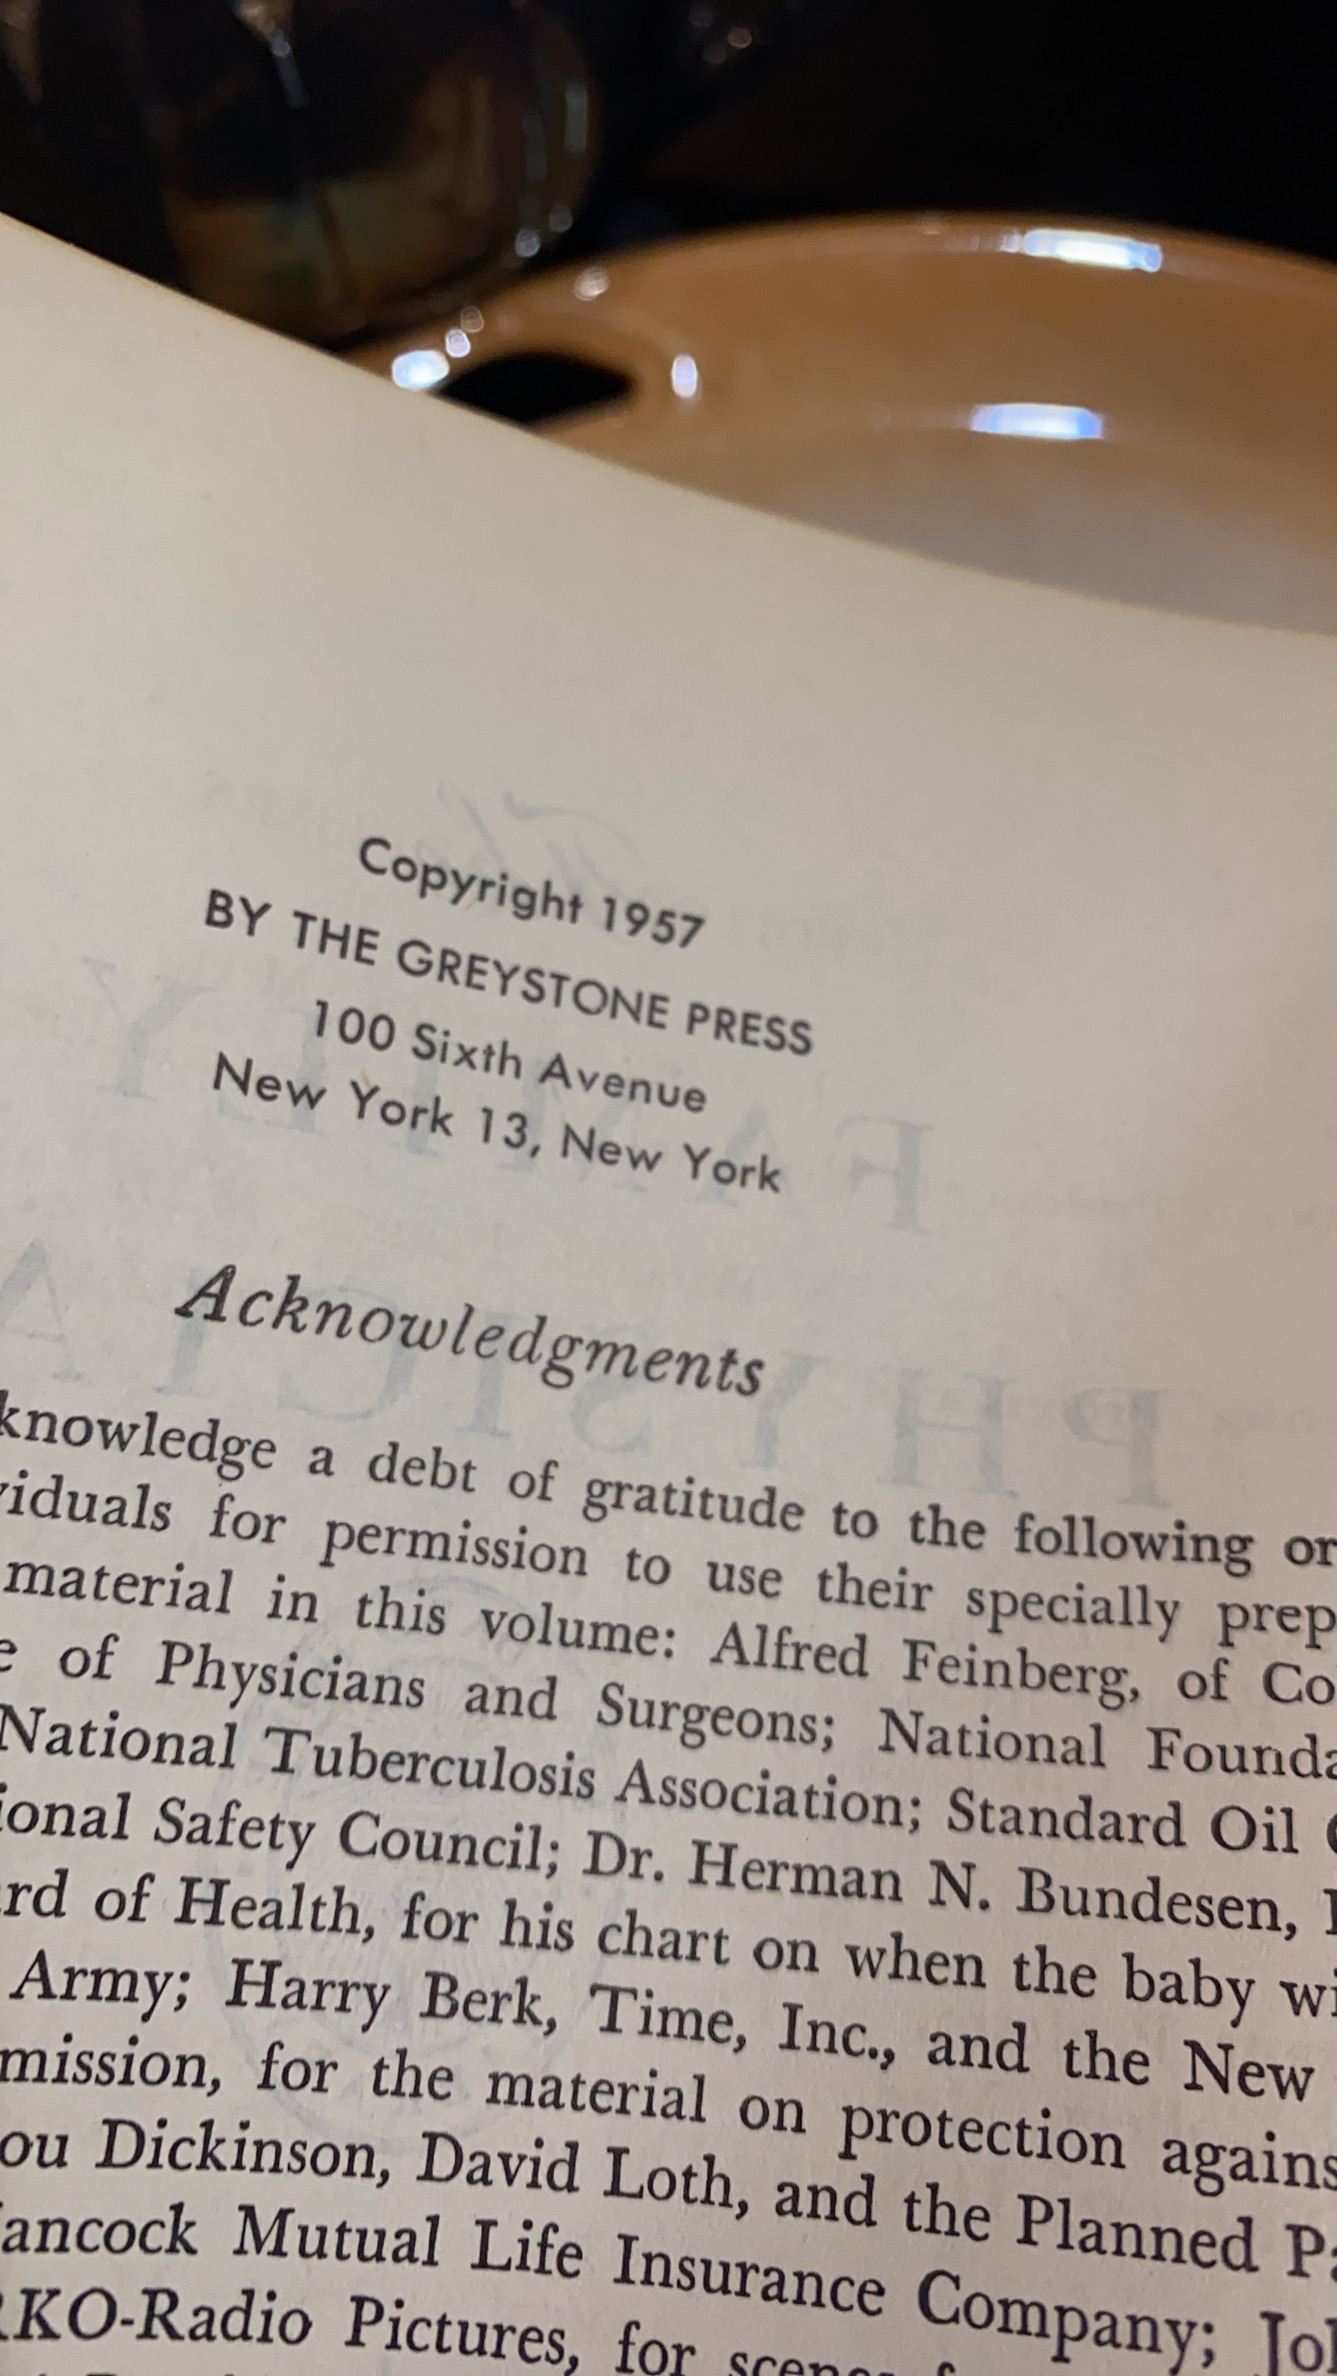 Copyright 1957
BY THE GREYSTONE PRESS
100 Sixth Avenue
New York 13, New York
Acknowledgments
knowledge a debt of gratitude to the following or
viduals for permission to use their specially prep
material in this volume: Alfred Feinberg, of Co
e of Physicians and Surgeons; National Founda
National Tuberculosis Association; Standard Oil
ional Safety Council; Dr. Herman N. Bundesen,
rd of Health, for his chart on when the baby wi
Army; Harry Berk, Time, Inc., and the New
mission, for the material on protection agains
ou Dickinson, David Loth, and the Planned Pa
ancock Mutual Life Insurance Company; Joh
RKO-Radio Pictures, for